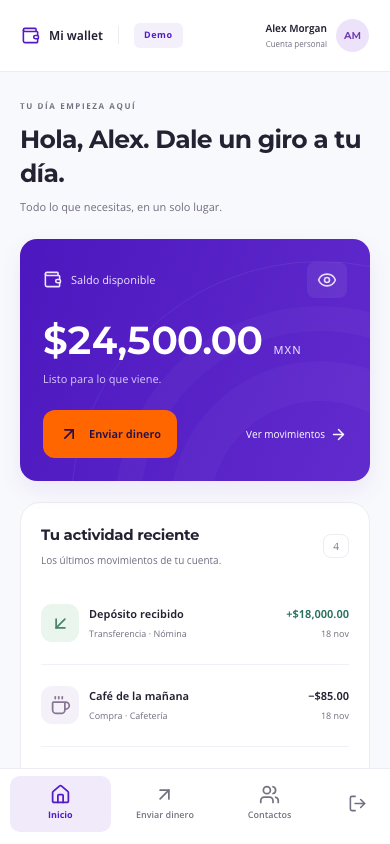 Mi wallet
Demo
Alex Morgan
Cuenta personal
AM
TU DÍA EMPIEZA AQUÍ
Hola, Alex. Dale un giro a tu
día.
Todo lo que necesitas, en un solo lugar.
Saldo disponible
$24,500.00 MXN
Listo para lo que viene.
Enviar dinero
Ver movimientos
Tu actividad reciente
4
Los últimos movimientos de tu cuenta.
Depósito recibido
+$18,000.00
Transferencia · Nómina
18 nov
Café de la mañana
−$85.00
Compra · Cafetería
18 nov
Inicio
Enviar dinero
Contactos